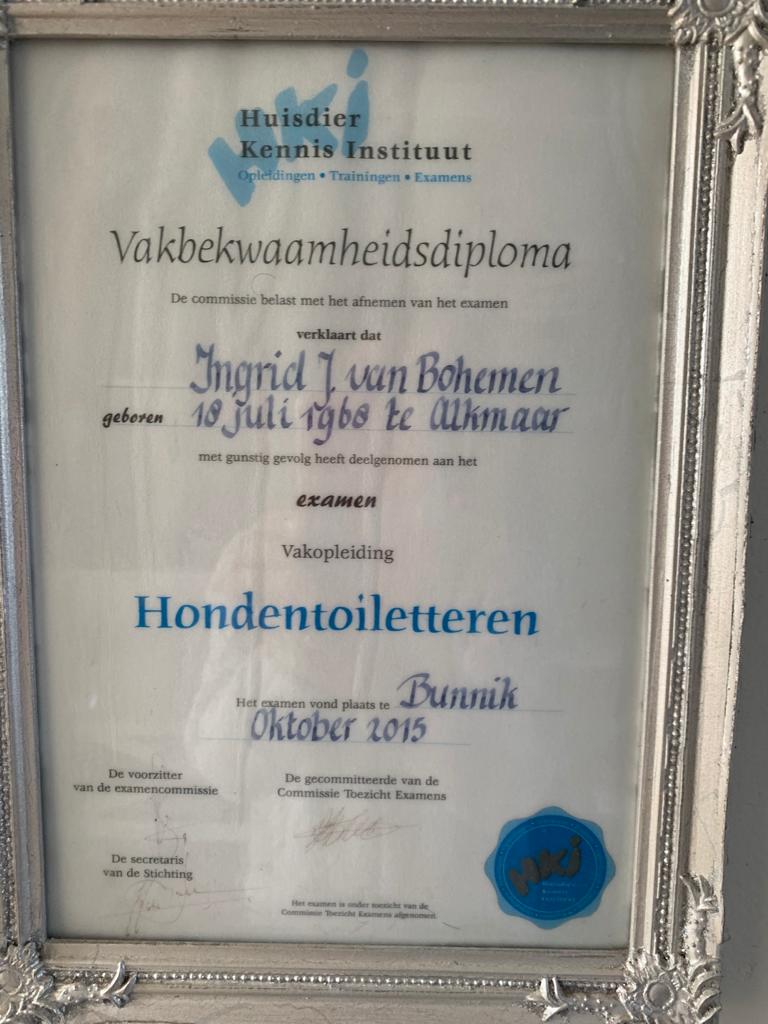 HKi
Huisdier
Kennis Instituut
Opleidingen • Trainingen • Examens
Vakbekwaamheidsdiploma
De commissie belast met het afnemen van het examen
verklaart dat
Ingrid J. van Bohemen
geboren 18 juli 1968 te Alkmaar
met gunstig gevolg heeft deelgenomen aan het
examen
Vakopleiding
Hondentoiletteren
Het examen vond plaats te Bunnik
Oktober 2015
De voorzitter
van de examencommissie
De gecommitteerde van de
Commissie Toezicht Examens
De secretaris
van de Stichting
Het examen is onder toezicht van de
Commissie Toezicht Examens afgenomen.
HKi
Huisdier
Kennis
Instituut